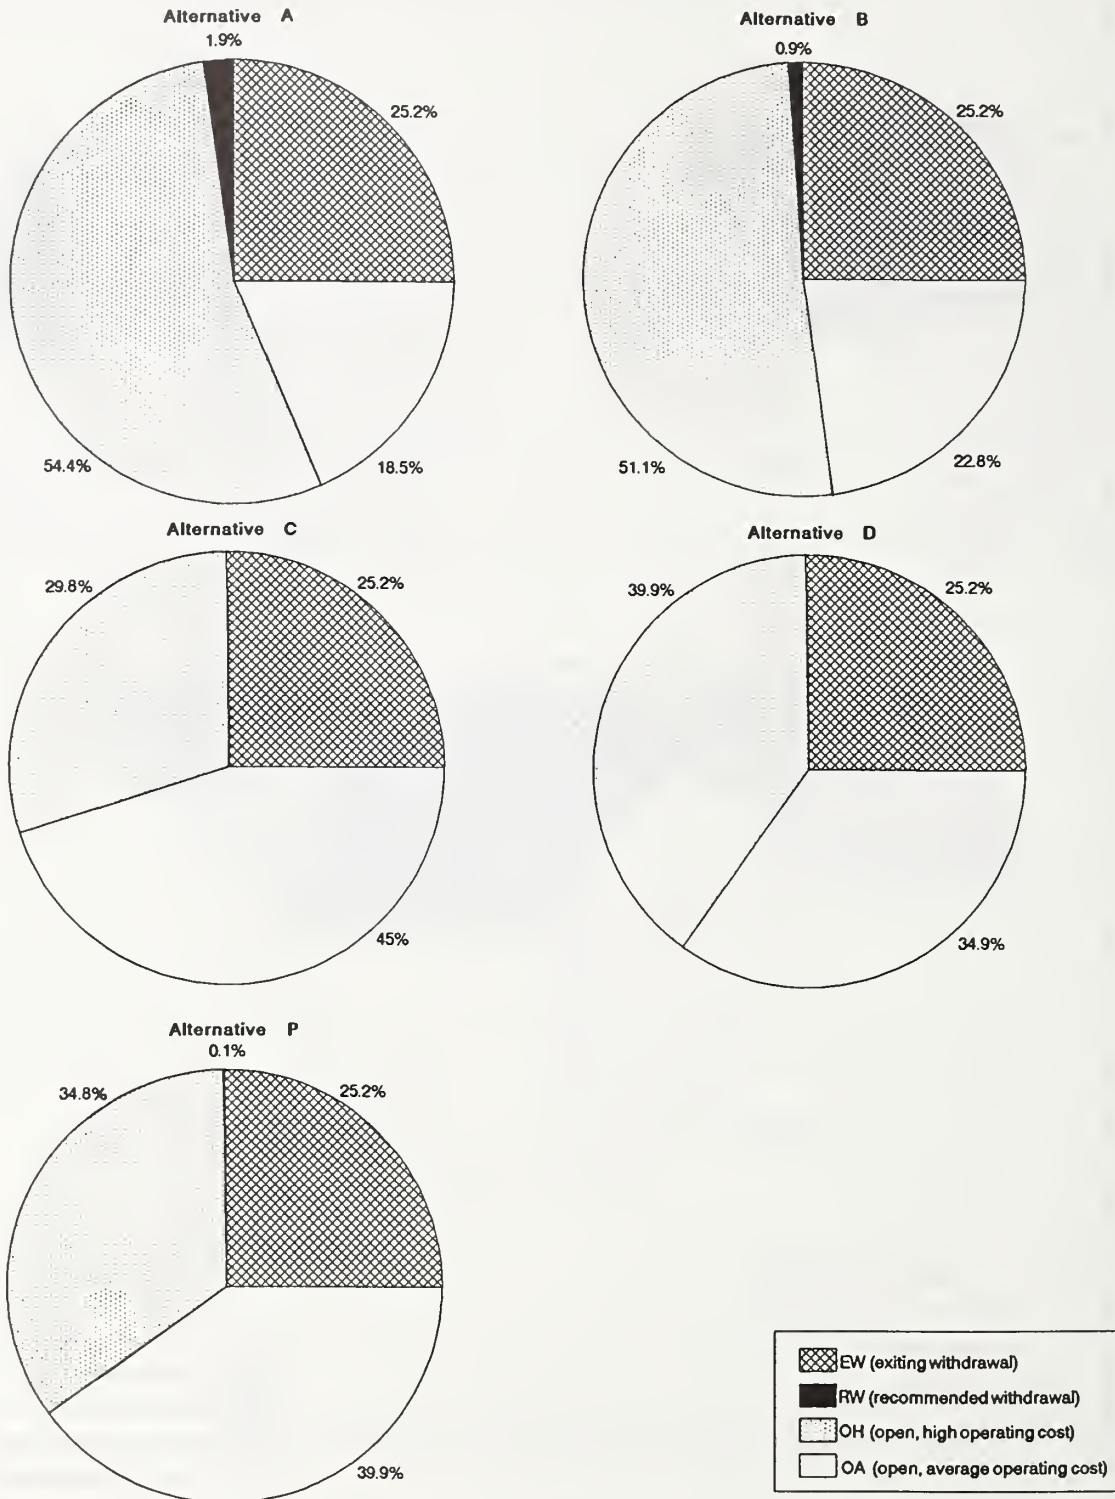 Alternative A
1.9%
25.2%
54.4%
18.5%
Alternative B
0.9%
25.2%
51.1%
22.8%
Alternative C
29.8%
25.2%
45%
Alternative D
39.9%
25.2%
34.9%
Alternative P
0.1%
34.8%
25.2%
39.9%
EW (exiting withdrawal)
RW (recommended withdrawal)
OH (open, high operating cost)
OA (open, average operating cost)